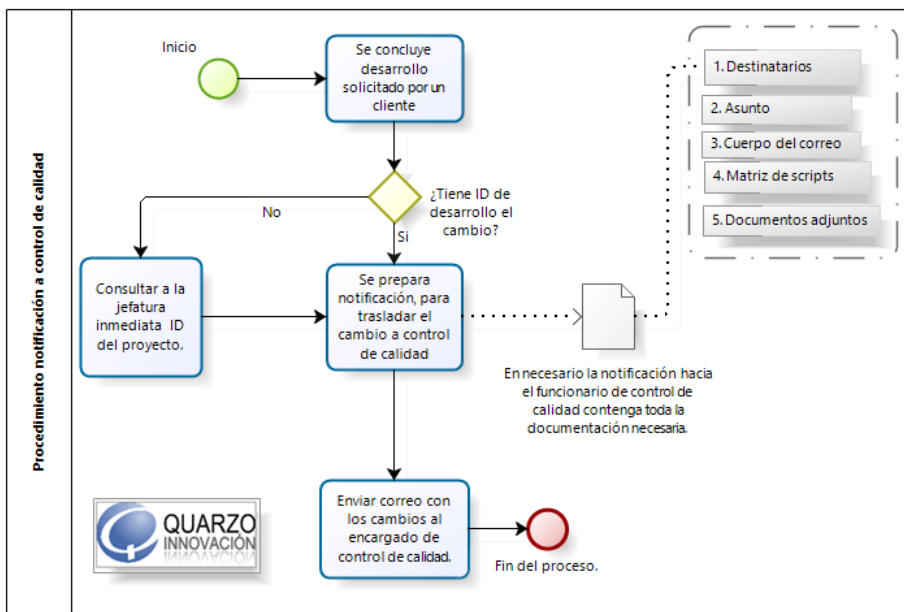 Procedimiento notificación a control de calidad
Inicio
Se concluye
desarrollo
solicitado por un
cliente
¿Tiene ID de
desarrollo el
cambio?
No
Si
Consultar a la
jefatura
inmediata ID
del proyecto.
Se prepara
notificación, para
trasladar el
cambio a control
de calidad
En necesario la notificación hacia
el funcionario de control de
calidad contenga toda la
documentación necesaria.
1. Destinatarios
2. Asunto
3. Cuerpo del correo
4. Matriz de scripts
5. Documentos adjuntos
Enviar correo con
los cambios al
encargado de
control de calidad.
Fin del proceso.
QUARZO
INNOVACIÓN